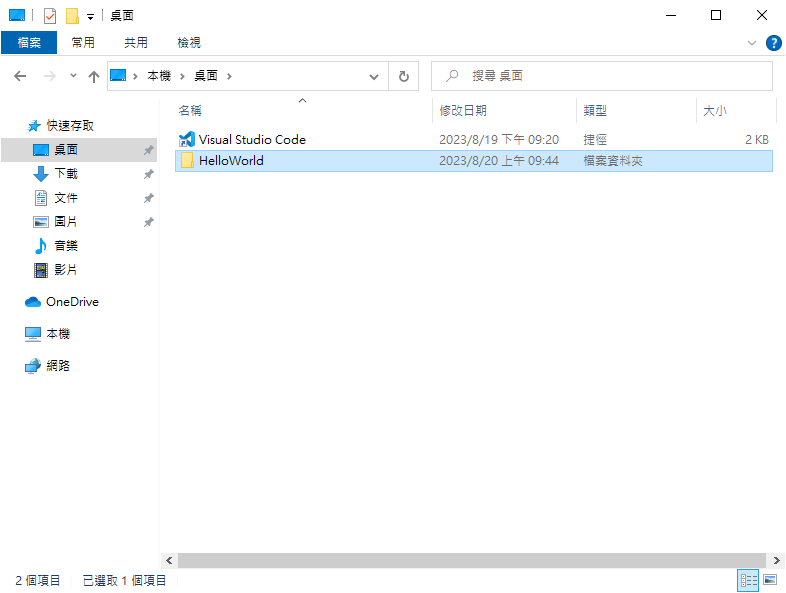 桌面
檔案 常用 共用 檢視
本機 桌面 搜尋 桌面
名稱 修改日期 類型 大小
快速存取
桌面
下載
文件
圖片
音樂
影片
OneDrive
本機
網路
Visual Studio Code 2023/8/19 下午 09:20 捷徑 2 KB
HelloWorld 2023/8/20 上午 09:44 檔案資料夾
2 個項目 已選取 1 個項目